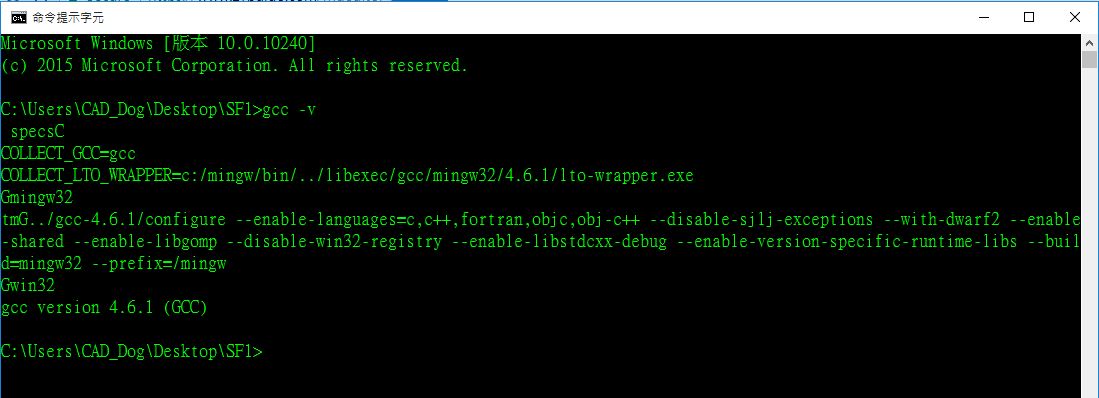 命令提示字元
Microsoft Windows [版本 10.0.10240]
(c) 2015 Microsoft Corporation. All rights reserved.
C:\Users\CAD_Dog\Desktop\SF1>gcc -v
specsC
COLLECT_GCC=gcc
COLLECT_LTO_WRAPPER=c:/mingw/bin/../libexec/gcc/mingw32/4.6.1/lto-wrapper.exe
Gmingw32
tmG../gcc-4.6.1/configure --enable-languages=c,c++,fortran,objc,obj-c++ --disable-sjlj-exceptions --with-dwarf2 --enable
-shared --enable-libgomp --disable-win32-registry --enable-libstdcxx-debug --enable-version-specific-runtime-libs --buil
d=mingw32 --prefix=/mingw
Gwin32
gcc version 4.6.1 (GCC)
C:\Users\CAD_Dog\Desktop\SF1>